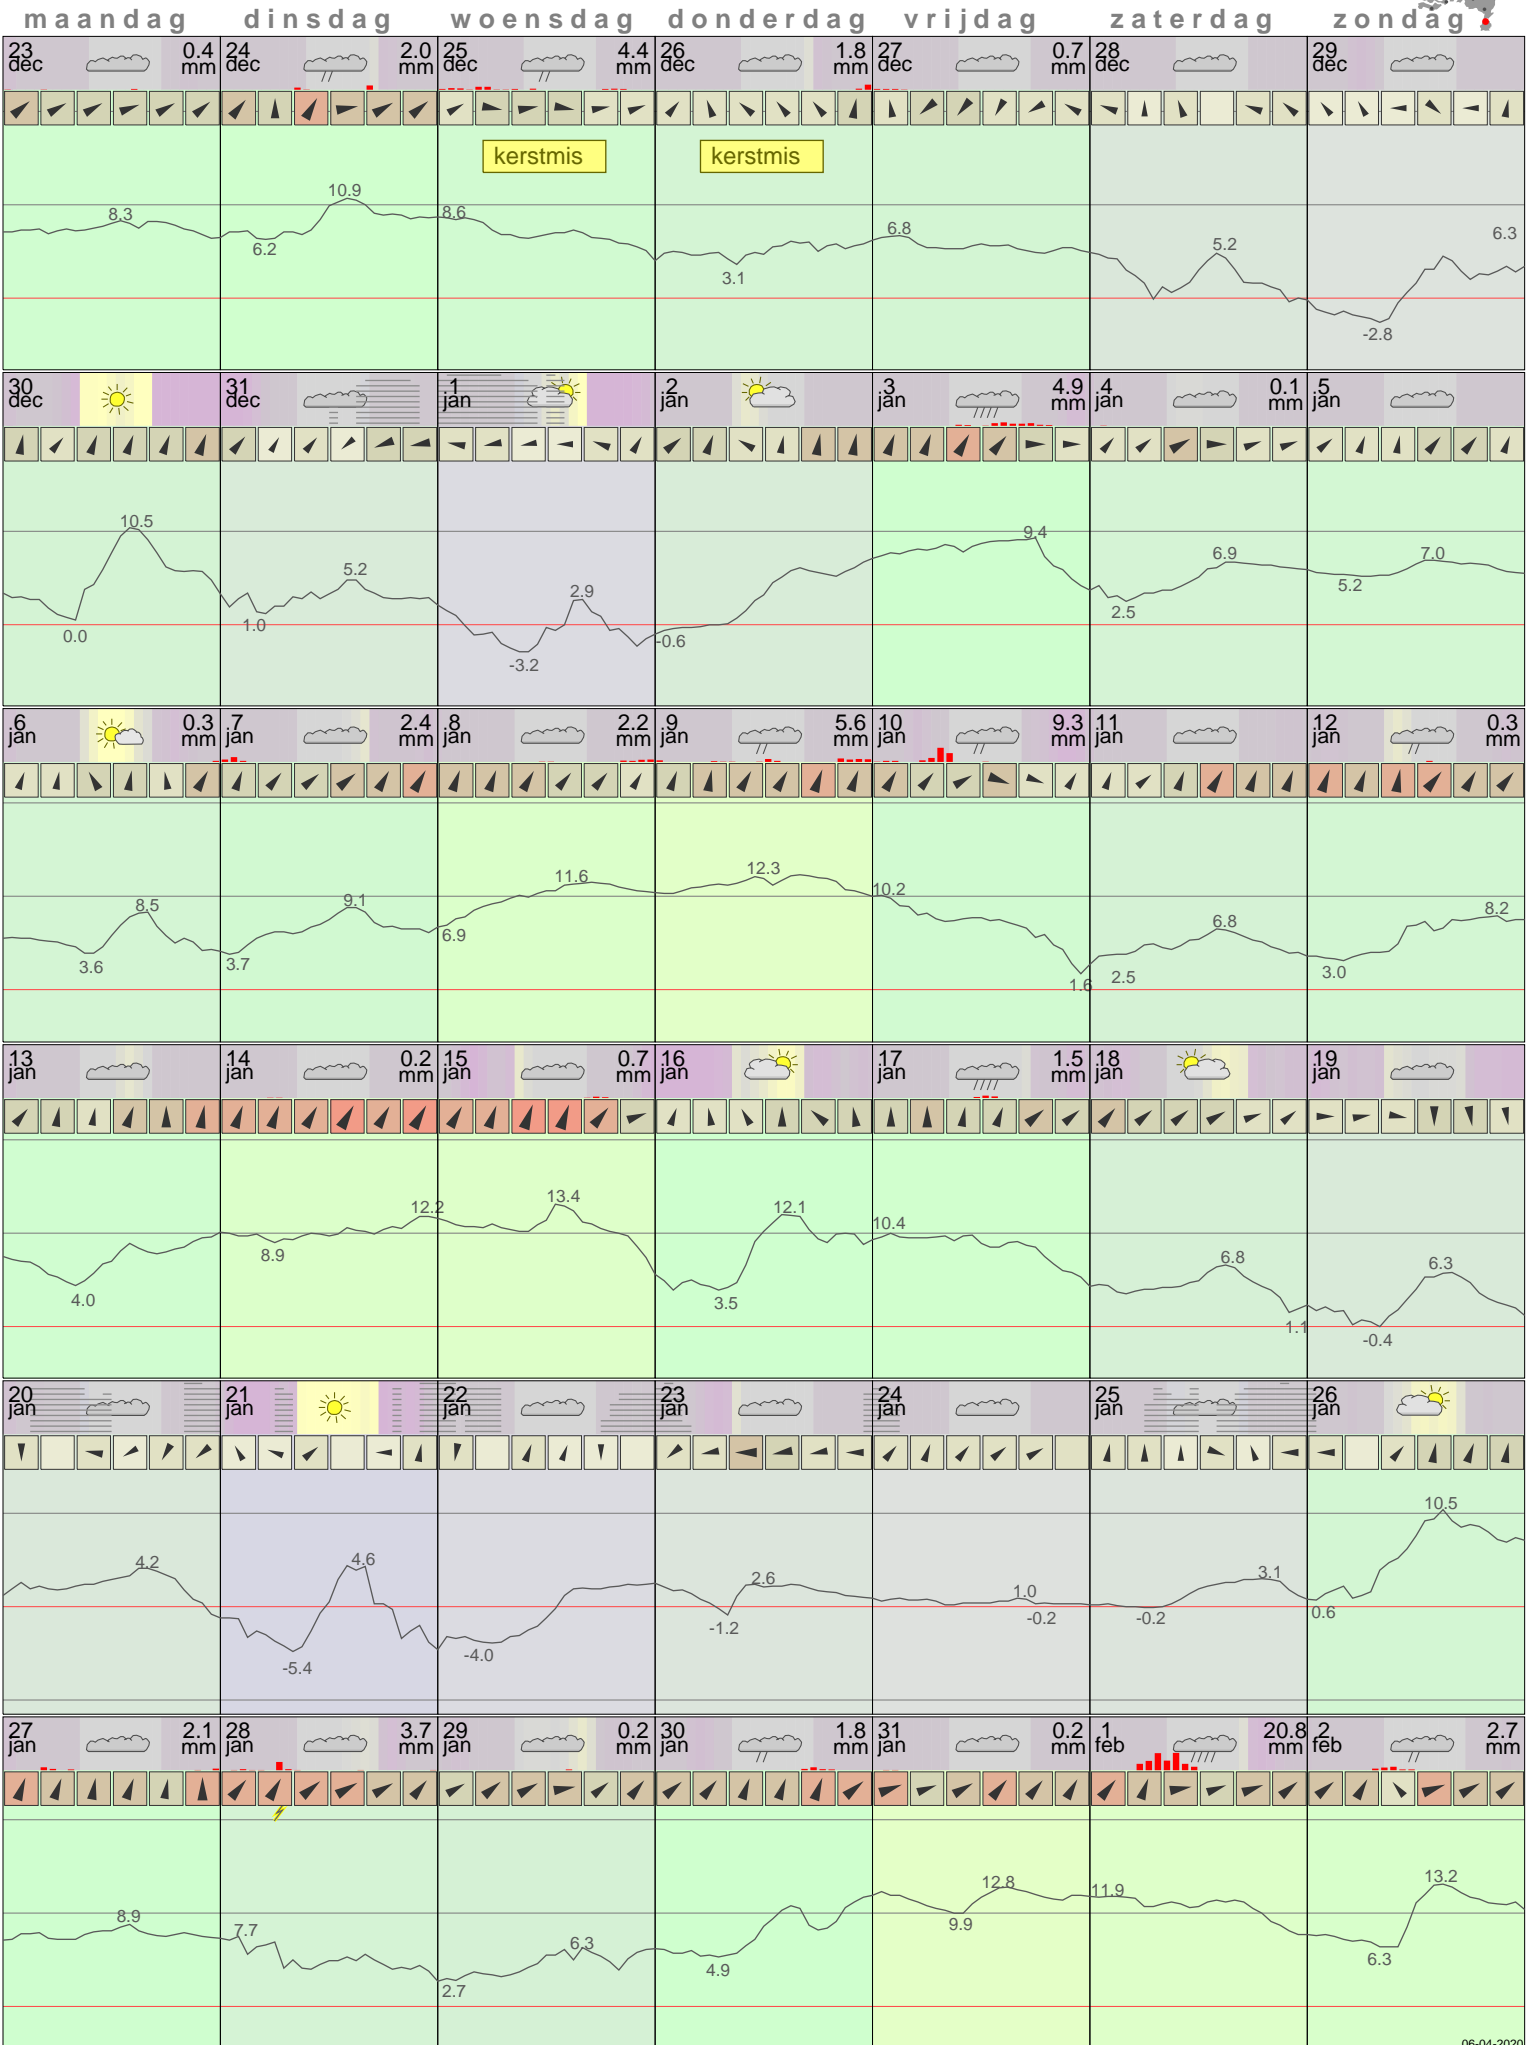 maandag dinsdag woensdag donderdag vrijdag zaterdag zondag
23 dec 0.4 mm 24 dec 2.0 mm 25 dec 4.4 mm 26 dec 1.8 mm 27 dec 0.7 mm 28 dec 29 dec
kerstmis kerstmis
8.3 6.2 10.9 8.6 3.1 6.8 5.2 -2.8 6.3
30 dec 31 dec 1 jan 2 jan 3 jan 4.9 mm 4 jan 0.1 mm 5 jan
0.0 10.5 1.0 5.2 -3.2 2.9 -0.6 9.4 2.5 6.9 5.2 7.0
6 jan 0.3 mm 7 jan 2.4 mm 8 jan 2.2 mm 9 jan 5.6 mm 10 jan 9.3 mm 11 jan 12 jan 0.3 mm
3.6 8.5 3.7 9.1 6.9 11.6 12.3 10.2 1.6 2.5 6.8 3.0 8.2
13 jan 14 jan 0.2 mm 15 jan 0.7 mm 16 jan 17 jan 1.5 mm 18 jan 19 jan
4.0 8.9 12.2 13.4 3.5 12.1 10.4 6.8 1.1 -0.4 6.3
20 jan 21 jan 22 jan 23 jan 24 jan 25 jan 26 jan
4.2 -5.4 4.6 -4.0 -1.2 2.6 1.0 -0.2 -0.2 3.1 0.6 10.5
27 jan 2.1 mm 28 jan 3.7 mm 29 jan 0.2 mm 30 jan 1.8 mm 31 jan 0.2 mm 1 feb 20.8 mm 2 feb 2.7 mm
8.9 7.7 2.7 6.3 4.9 9.9 12.8 11.9 6.3 13.2
06-04-2020